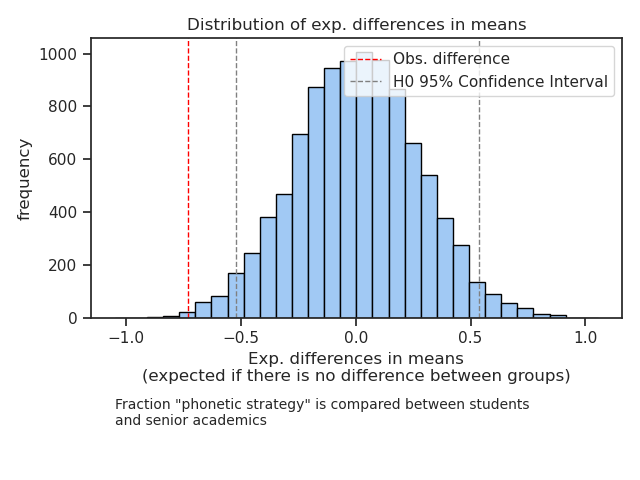 Distribution of exp. differences in means
Obs. difference
H0 95% Confidence Interval
frequency
1000
800
600
400
200
0
−1.0
−0.5
0.0
0.5
1.0
Exp. differences in means
(expected if there is no difference between groups)
Fraction "phonetic strategy" is compared between students
and senior academics